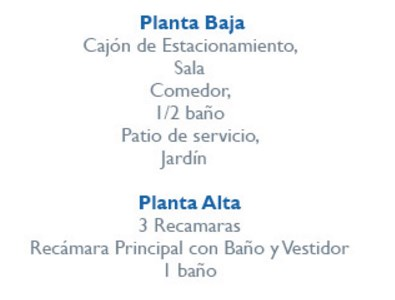 Planta Baja
Cajón de Estacionamiento,
Sala
Comedor,
1/2 baño
Patio de servicio,
Jardín
Planta Alta
3 Recamaras
Recámara Principal con Baño y Vestidor
1 baño